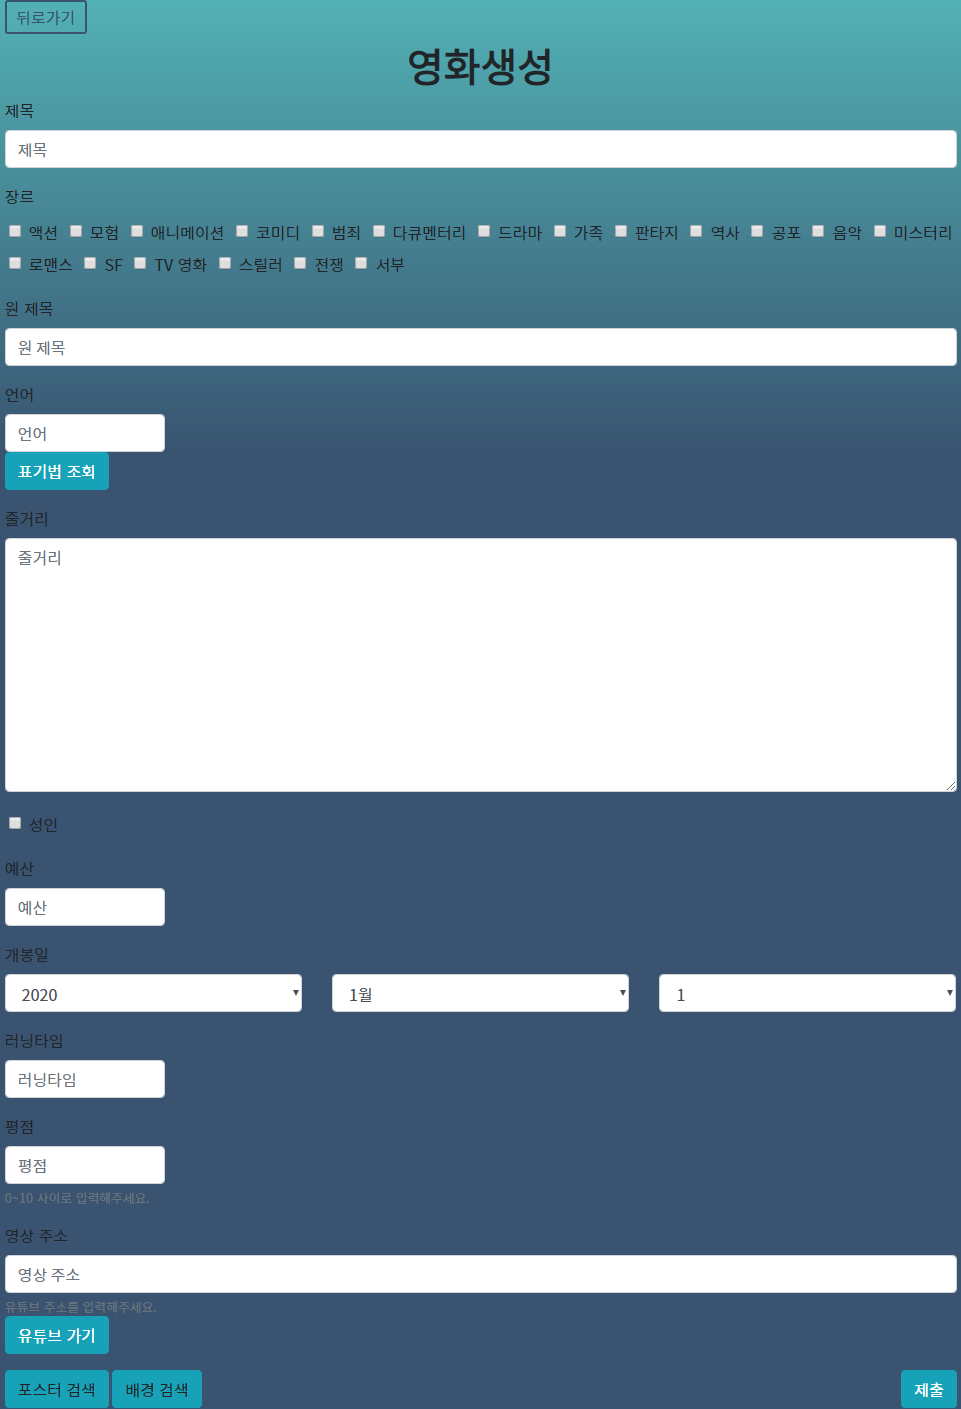 뒤로가기
영화생성
제목
제목
장르
액션 모험 애니메이션 코미디 범죄 다큐멘터리 드라마 가족 판타지 역사 공포 음악 미스터리
로맨스 SF TV 영화 스릴러 전쟁 서부
원 제목
원 제목
언어
언어
표기법 조회
줄거리
줄거리
성인
예산
예산
개봉일
2020 1월 1
러닝타임
러닝타임
평점
평점
0~10 사이로 입력해주세요.
영상 주소
영상 주소
유튜브 주소를 입력해주세요.
유튜브 가기
포스터 검색 배경 검색 제출